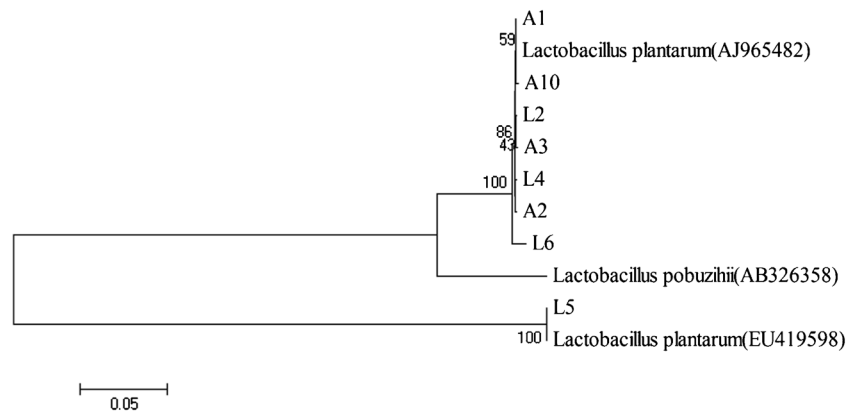 A1
59
Lactobacillus plantarum(AJ965482)
A10
L2
86
43
A3
L4
100
A2
L6
Lactobacillus pobuzihii(AB326358)
L5
100
Lactobacillus plantarum(EU419598)
0.05